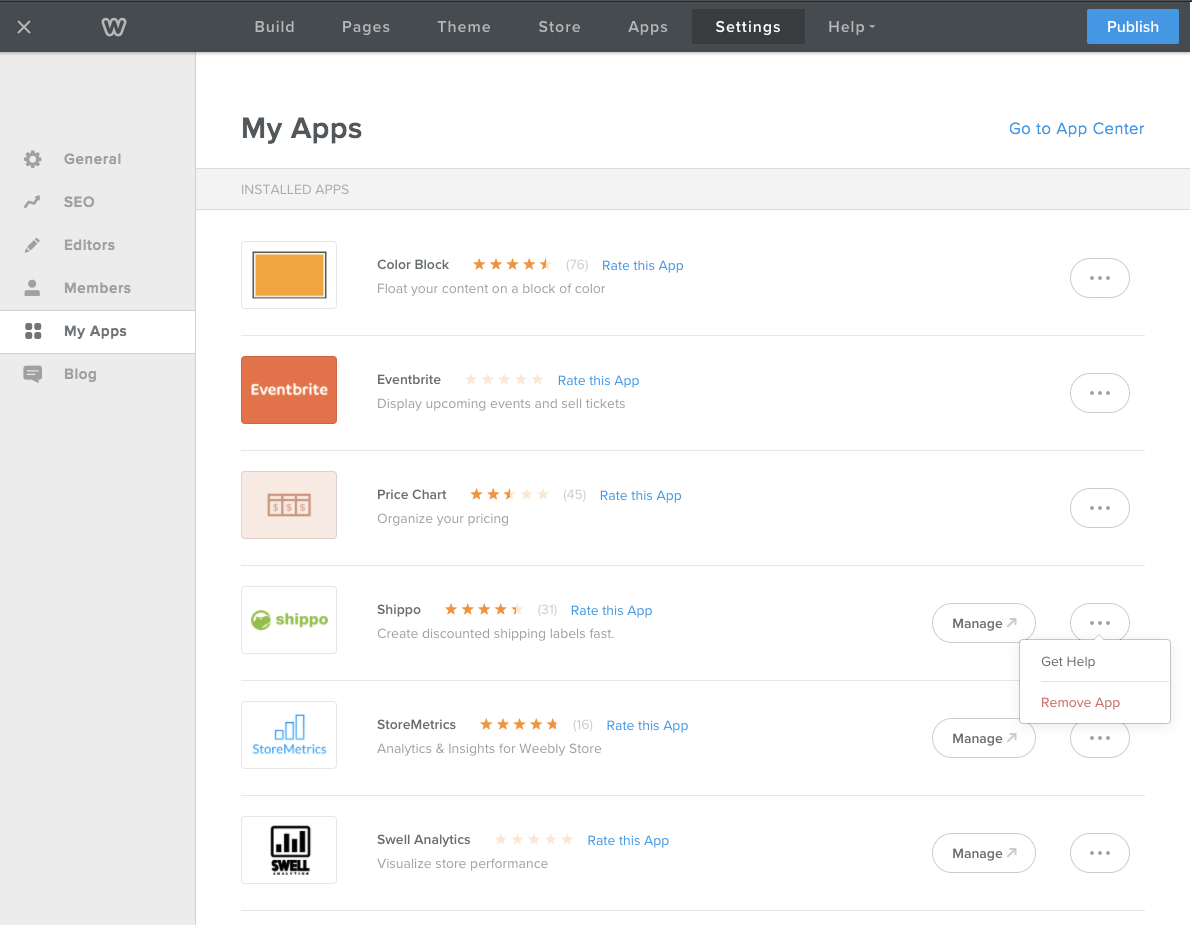 Build Pages Theme Store Apps Settings Help Publish
My Apps
Go to App Center
General
SEO
Editors
Members
My Apps
Blog
INSTALLED APPS
Color Block (76) Rate this App
Float your content on a block of color
Eventbrite
Eventbrite Rate this App
Display upcoming events and sell tickets
$ $ $
Price Chart (45) Rate this App
Organize your pricing
shippo
Shippo (31) Rate this App
Create discounted shipping labels fast.
Manage
Get Help
Remove App
StoreMetrics
StoreMetrics (16) Rate this App
Analytics & Insights for Weebly Store
Manage
SWELL
ANALYTICS
Swell Analytics Rate this App
Visualize store performance
Manage